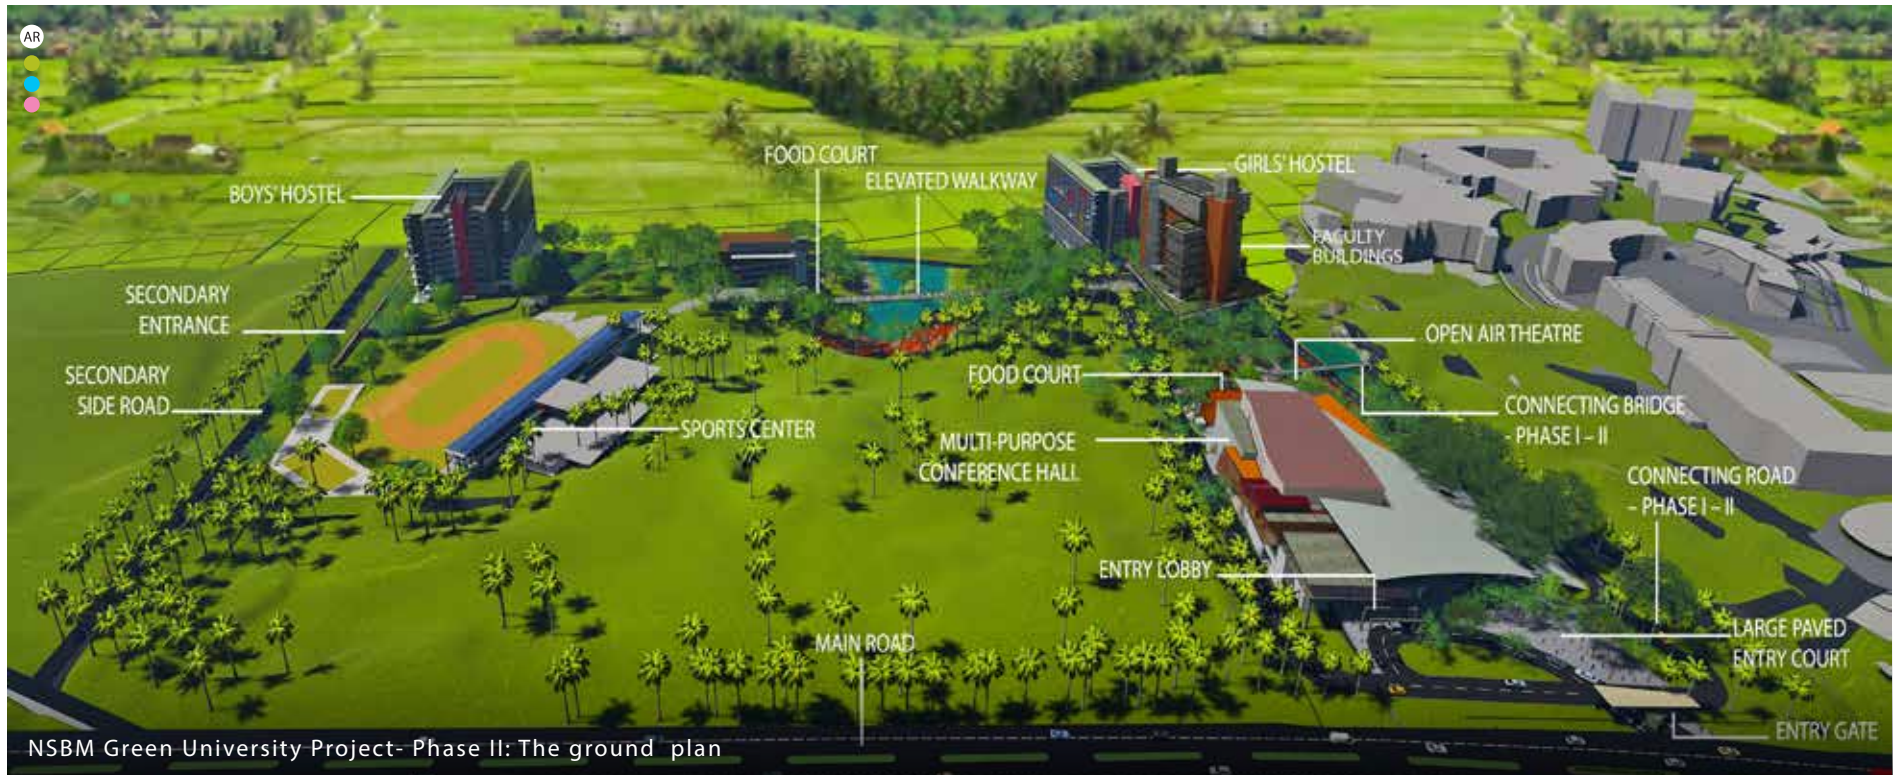 AR
FOOD COURT
GIRLS' HOSTEL
ELEVATED WALKWAY
BOYS' HOSTEL
FACULTY
BUILDINGS
SECONDARY
ENTRANCE
OPEN AIR THEATRE
SECONDARY
SIDE ROAD
FOOD COURT
CONNECTING BRIDGE
- PHASE I – II
SPORTS CENTER
MULTI-PURPOSE
CONFERENCE HALL
CONNECTING ROAD
– PHASE I – II
ENTRY LOBBY
MAIN ROAD
LARGE PAVED
ENTRY COURT
ENTRY GATE
NSBM Green University Project- Phase II: The ground plan